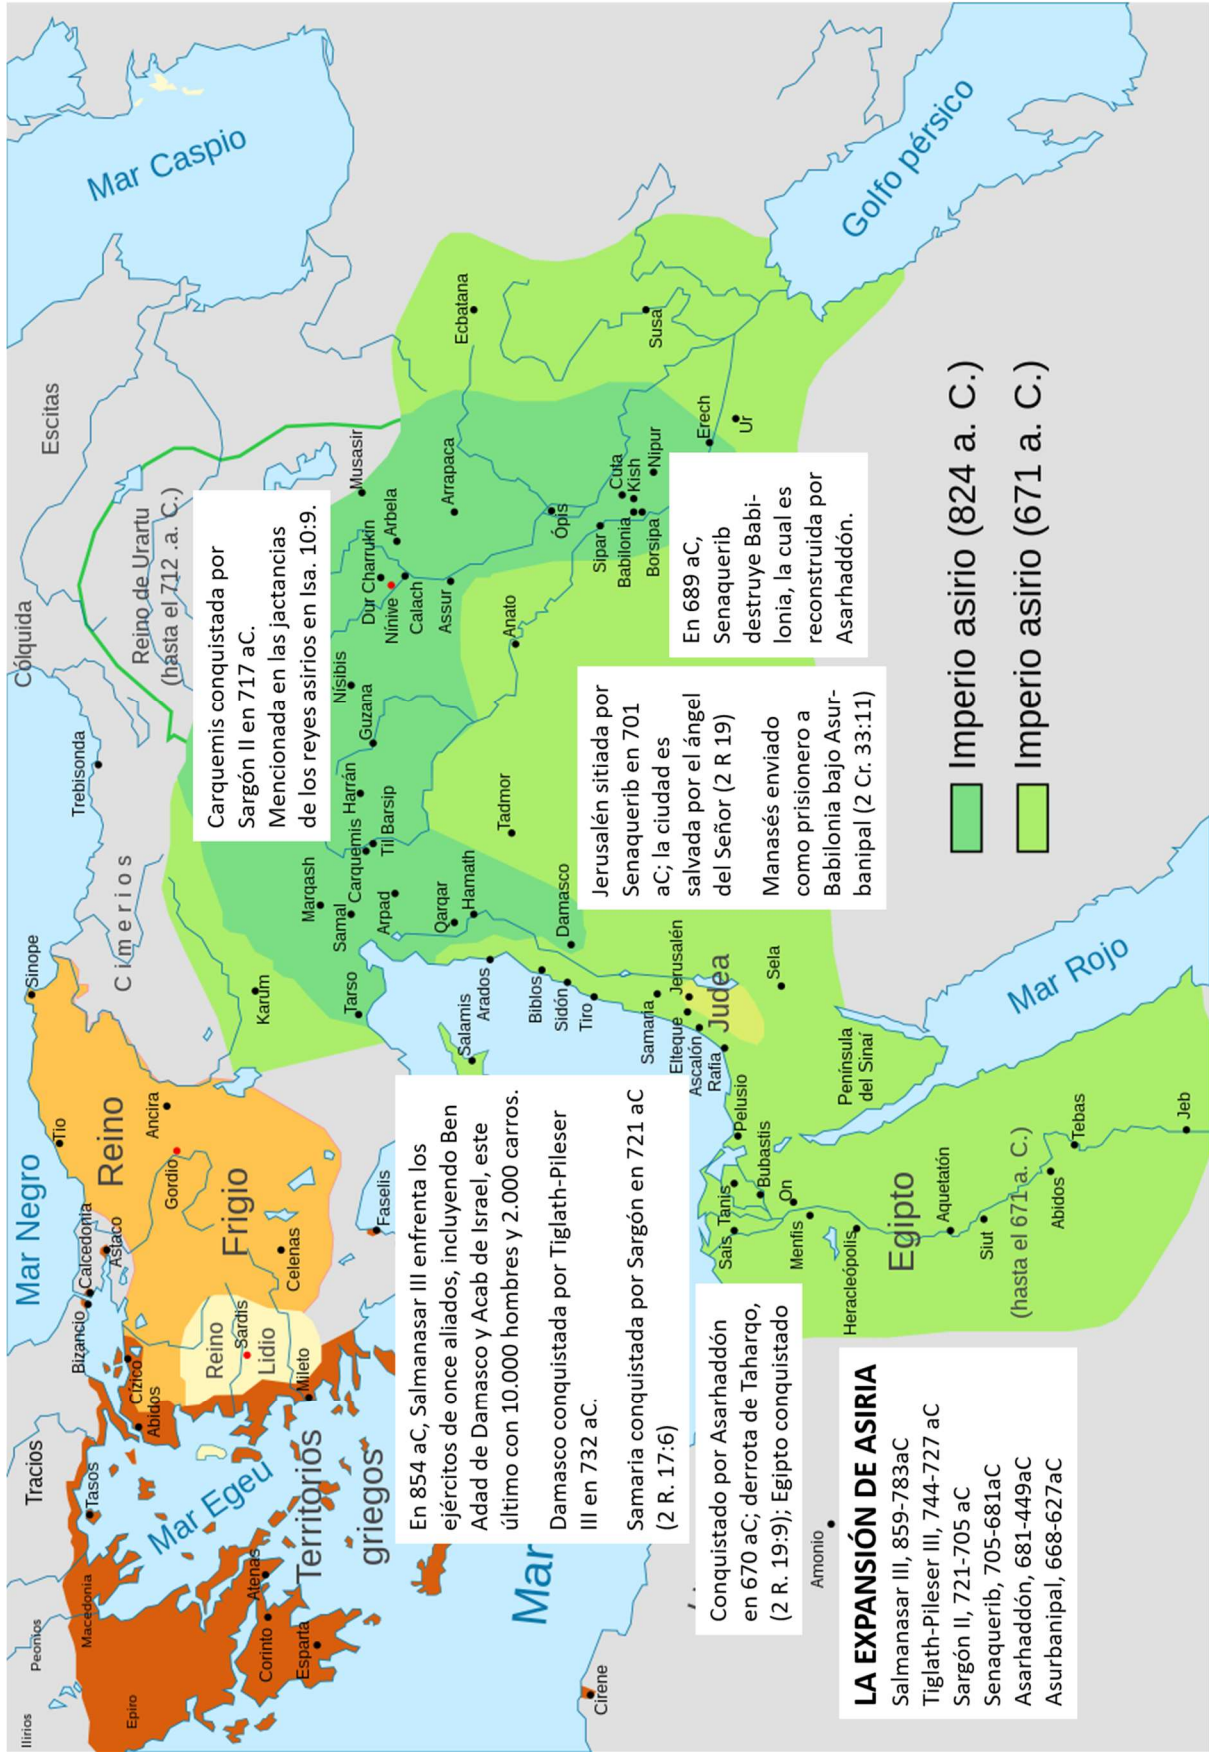 Ilirios
Peonios
Tracios
Mar Negro
Sinope
Cólquida
Escitas
Mar Caspio
Epiro
Macedonia
Tasos
Bizancio
Calcedonia
Astaco
Tio
Reino
Frigio
Cimerios
Trebisonda
Reino de Urartu
(hasta el 712 .a. C.)
Cízico
Abidos
Gordio
Ancira
Karum
Carquemis conquistada por
Sargón II en 717 aC.
Mencionada en las jactancias
de los reyes asirios en Isa. 10:9.
Mar Egeu
Reino
Sardis
Lidio
Celenas
Mileto
Territorios
griegos
Atenas
Corinto
Esparta
Faselis
Tarso
Marqash
Samal
Carquemis
Harrán
Til Barsip
Arpad
Guzana
Nísibis
Dur Charrukin
Nínive
Calach
Arbela
Musasir
Assur
Arrapaca
Ecbatana
Salamis
Arados
Qarqar
Hamath
Tadmor
Anato
Ópis
En 854 aC, Salmanasar III enfrenta los
ejércitos de once aliados, incluyendo Ben
Adad de Damasco y Acab de Israel, este
último con 10.000 hombres y 2.000 carros.
Damasco conquistada por Tiglath-Pileser
III en 732 aC.
Samaria conquistada por Sargón en 721 aC
(2 R. 17:6)
Mar
Cirene
Biblos
Sidón
Tiro
Damasco
Samaria
Elteque
Jerusalén
Ascalón
Rafia
Judea
Sela
Jerusalén sitiada por
Senaquerib en 701
aC; la ciudad es
salvada por el ángel
del Señor (2 R 19)
Manasés enviado
como prisionero a
Babilonia bajo Asur-
banipal (2 Cr. 33:11)
Sipar
Babilonia
Borsipa
Cuta
Kish
Nipur
Susa
Erech
Ur
En 689 aC,
Senaquerib
destruye Babi-
lonia, la cual es
reconstruida por
Asarhaddón.
Golfo pérsico
Conquistado por Asarhaddón
en 670 aC; derrota de Taharqo,
(2 R. 19:9); Egipto conquistado
Amonio
Sais
Tanis
Pelusio
Bubastis
On
Menfis
Heracleópolis
Península
del Sinaí
Egipto
Aquetatón
Siut
(hasta el 671 a. C.)
Abidos
Tebas
Jeb
Mar Rojo
LA EXPANSIÓN DE ASIRIA
Salmanasar III, 859-783aC
Tiglath-Pileser III, 744-727 aC
Sargón II, 721-705 aC
Senaquerib, 705-681aC
Asarhaddón, 681-449aC
Asurbanipal, 668-627aC
Imperio asirio (824 a. C.)
Imperio asirio (671 a. C.)